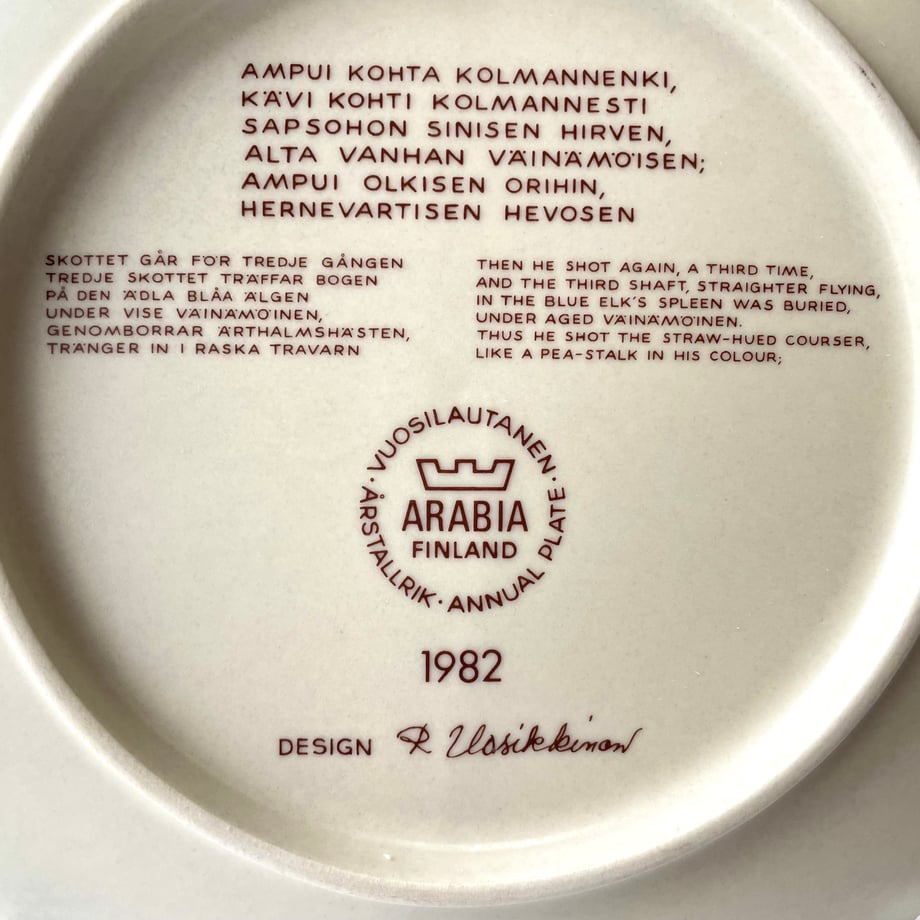 AMPUI KOHTA KOLMANNENKI,
KÄVI KOHTI KOLMANNESTI
SAPSOHON SINISEN HIRVEN,
ALTA VANHAN VÄINÄMÖISEN;
AMPUI OLKISEN ORIHIN,
HERNEVARTISEN HEVOSEN
SKOTTET GÅR FÖR TREDJE GÅNGEN
TREDJE SKOTTET TRÄFFAR BOGEN
PÅ DEN ÄDLA BLÅA ÄLGEN
UNDER VISE VÄINÄMÖINEN,
GENOMBORRAR ÄRTHALMSHÄSTEN,
TRÄNGER IN I RASKA TRAVARN
THEN HE SHOT AGAIN, A THIRD TIME,
AND THE THIRD SHAFT, STRAIGHTER FLYING,
IN THE BLUE ELK'S SPLEEN WAS BURIED,
UNDER AGED VÄINÄMÖINEN.
THUS HE SHOT THE STRAW-HUED COURSER,
LIKE A PEA-STALK IN HIS COLOUR;
· VUOSILAUTANEN ·
ARABIA
FINLAND
ÅRSTALLRIK · ANNUAL PLATE
1982
DESIGN R Uosikkinen